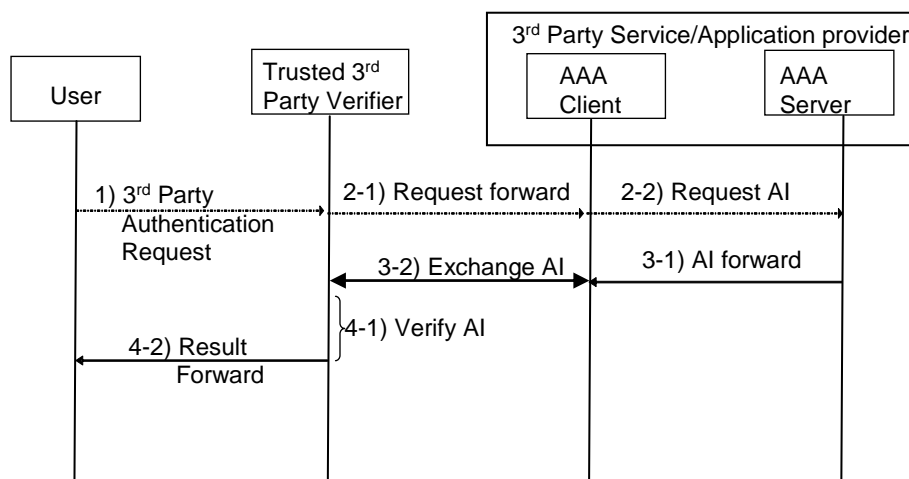 3rd Party Service/Application provider
User
Trusted 3rd
Party Verifier
AAA
Client
AAA
Server
1) 3rd Party
Authentication
Request
2-1) Request forward
2-2) Request AI
3-2) Exchange AI
3-1) AI forward
4-1) Verify AI
4-2) Result
Forward